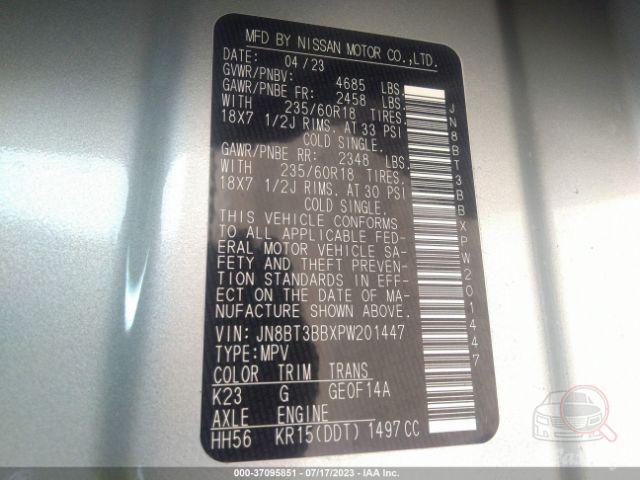 MFD BY NISSAN MOTOR CO.,LTD.
DATE: 04/23
GVWR/PNBV: 4685 LBS.
GAWR/PNBE FR: 2458 LBS.
WITH 235/60R18 TIRES.
18X7 1/2J RIMS. AT 33 PSI
COLD SINGLE.
GAWR/PNBE RR: 2348 LBS.
WITH 235/60R18 TIRES.
18X7 1/2J RIMS. AT 30 PSI
COLD SINGLE.
THIS VEHICLE CONFORMS
TO ALL APPLICABLE FED-
ERAL MOTOR VEHICLE SA-
FETY AND THEFT PREVEN-
TION STANDARDS IN EFF-
ECT ON THE DATE OF MA-
NUFACTURE SHOWN ABOVE.
VIN: JN8BT3BBXPW201447
TYPE:MPV
COLOR TRIM TRANS
K23 G GE0F14A
AXLE ENGINE
HH56 KR15(DDT) 1497CC
JN8BT3BBXPW201447
000-37095851 - 07/17/2023 - IAA Inc.